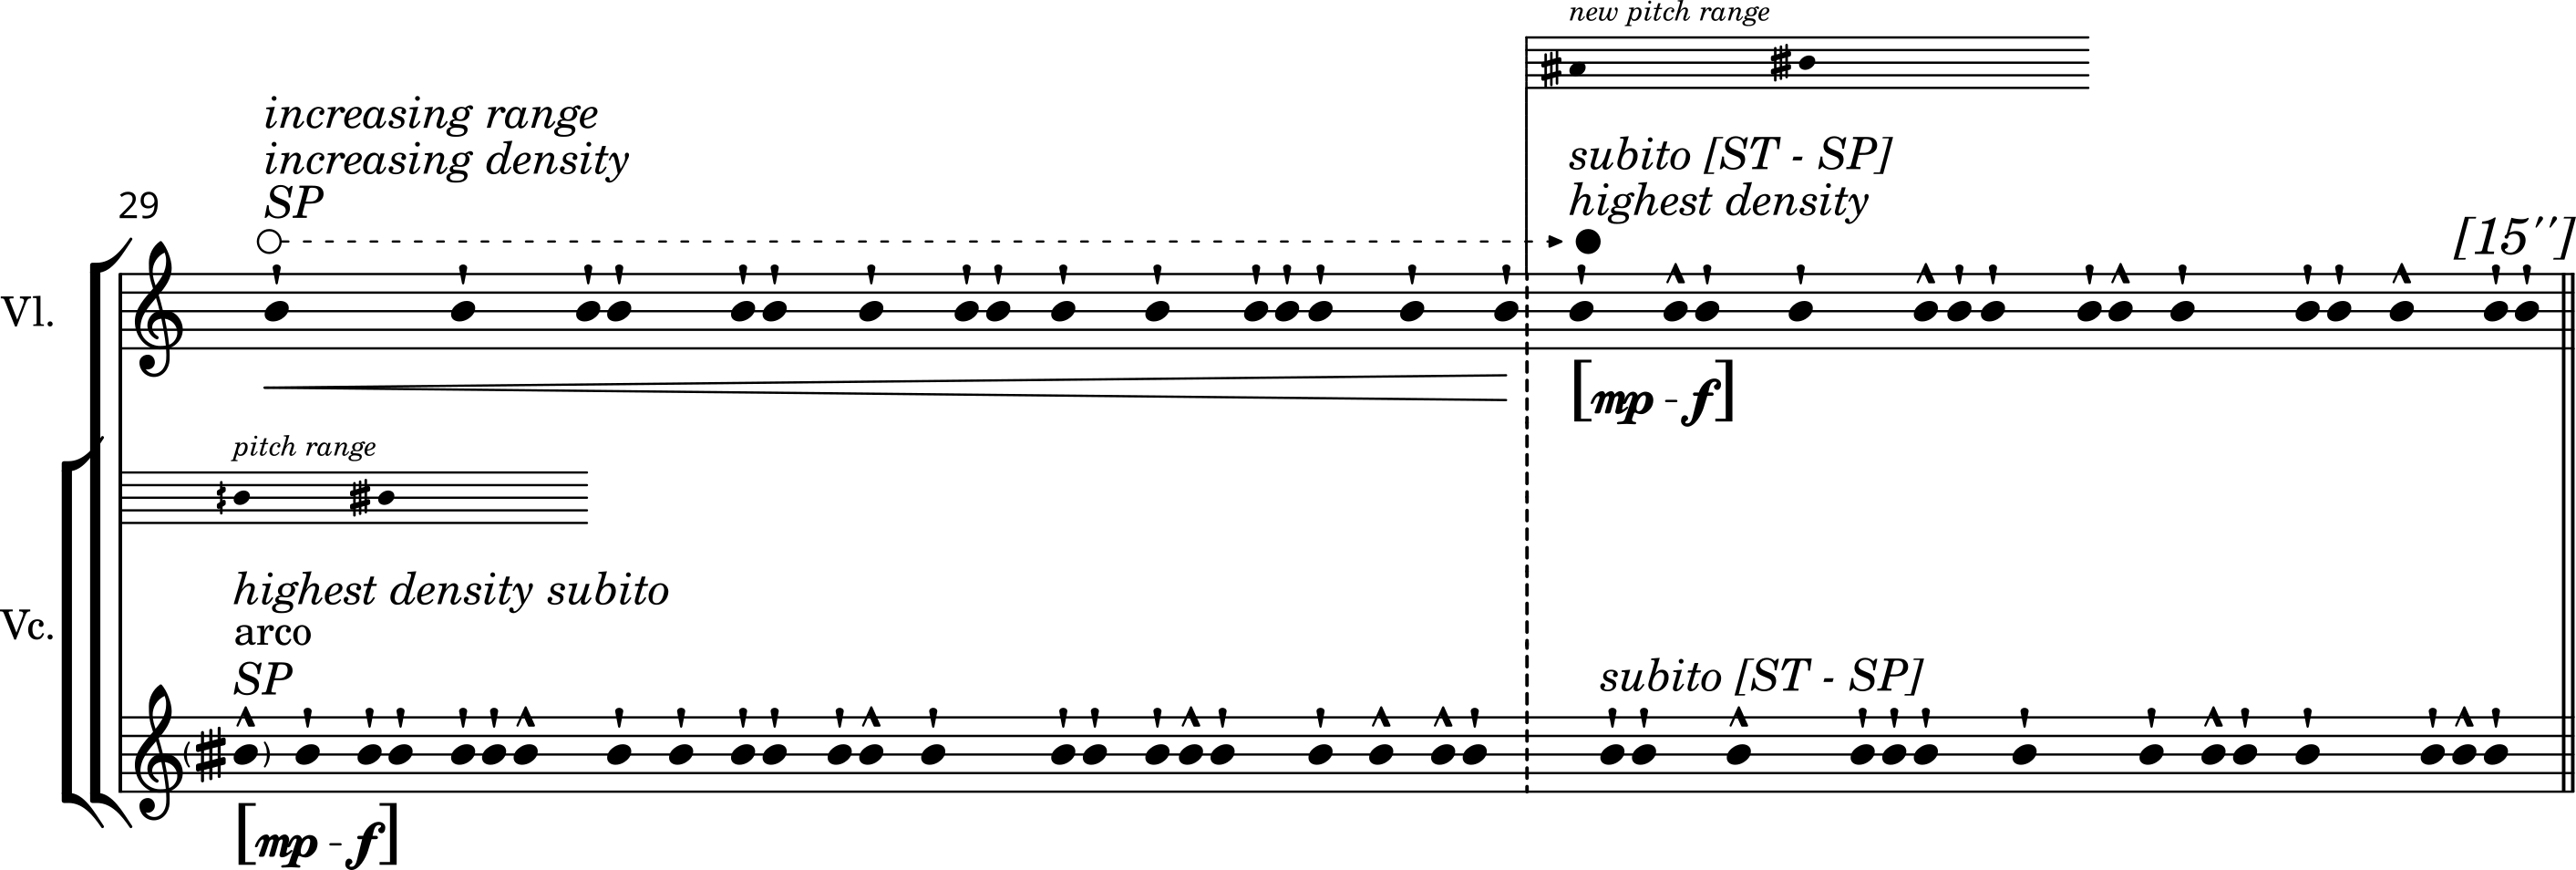 new pitch range
increasing range
increasing density
SP
subito [ST - SP]
highest density
29
[15″]
Vl.
[mp - f]
pitch range
highest density subito
arco
SP
Vc.
subito [ST - SP]
[mp - f]